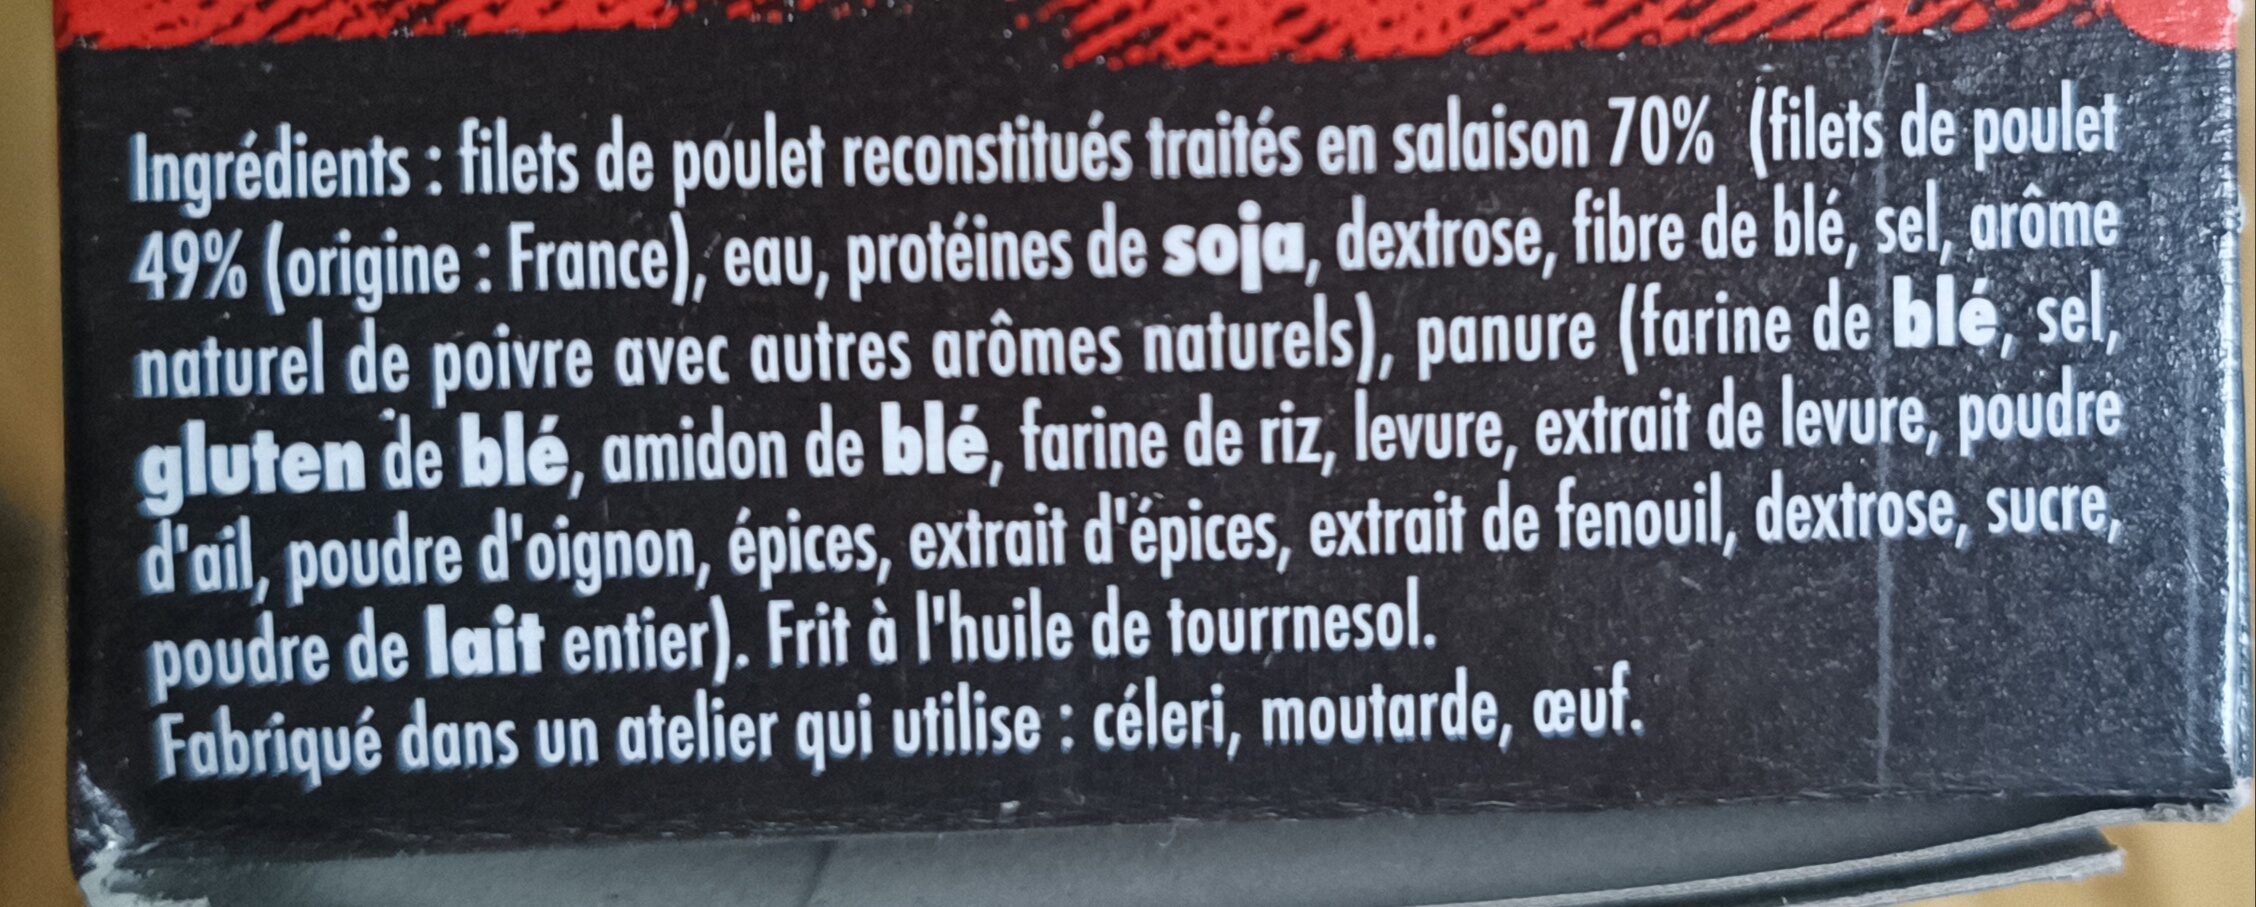 Ingrédients : filets de poulet reconstitués traités en salaison 70% (filets de poulet
49% (origine : France), eau, protéines de soja, dextrose, fibre de blé, sel, arôme
naturel de poivre avec autres arômes naturels), panure (farine de blé, sel,
gluten de blé, amidon de blé, farine de riz, levure, extrait de levure, poudre
d'ail, poudre d'oignon, épices, extrait d'épices, extrait de fenouil, dextrose, sucre,
poudre de lait entier). Frit à l'huile de tourrnesol.
Fabriqué dans un atelier qui utilise : céleri, moutarde, œuf.